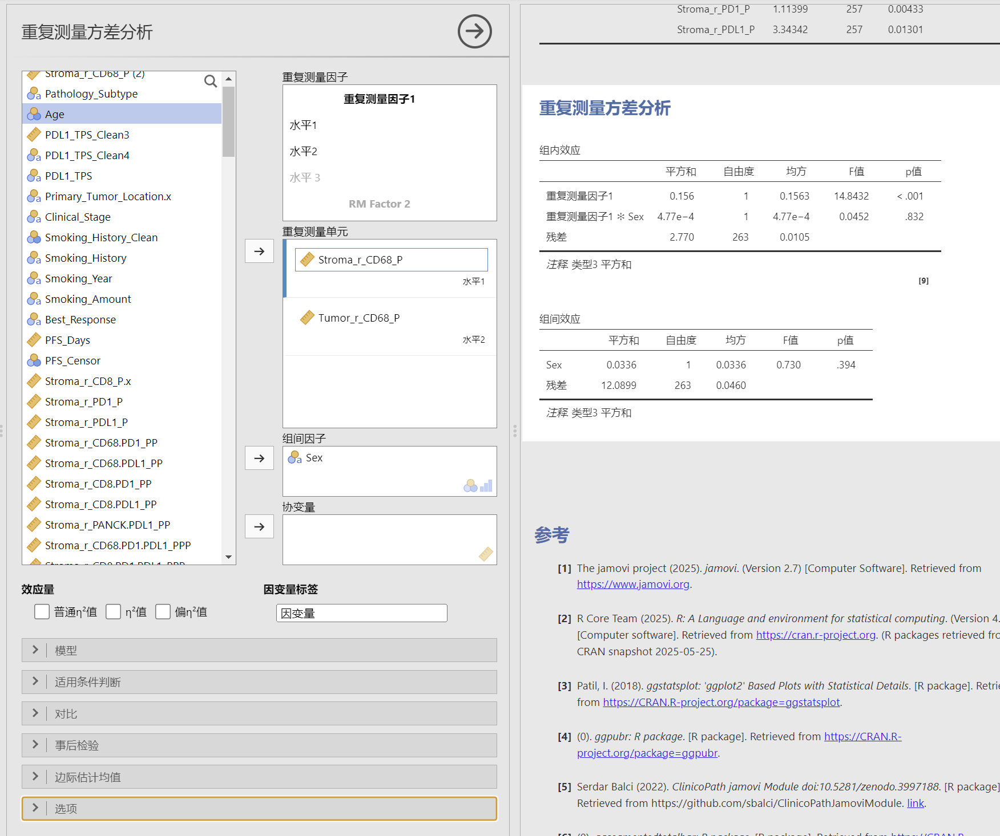 重复测量方差分析
Stroma_r_CD68_P (2)
Pathology_Subtype
Age
PDL1_TPS_Clean3
PDL1_TPS_Clean4
PDL1_TPS
Primary_Tumor_Location.x
Clinical_Stage
Smoking_History_Clean
Smoking_History
Smoking_Year
Smoking_Amount
Best_Response
PFS_Days
PFS_Censor
Stroma_r_CD8_P.x
Stroma_r_PD1_P
Stroma_r_PDL1_P
Stroma_r_CD68.PD1_PP
Stroma_r_CD68.PDL1_PP
Stroma_r_CD8.PD1_PP
Stroma_r_CD8.PDL1_PP
Stroma_r_PANCK.PDL1_PP
Stroma_r_CD68.PD1.PDL1_PPP
重复测量因子
重复测量因子1
水平1
水平2
水平 3
RM Factor 2
重复测量单元
Stroma_r_CD68_P
水平1
Tumor_r_CD68_P
水平2
组间因子
a Sex
协变量
效应量
普通η²值 η²值 偏η²值
因变量标签
因变量
模型
适用条件判断
对比
事后检验
边际估计均值
选项
Stroma_r_PD1_P 1.11399 257 0.00433
Stroma_r_PDL1_P 3.34342 257 0.01301
重复测量方差分析
组内效应
平方和 自由度 均方 F值 p值
重复测量因子1 0.156 1 0.1563 14.8432 < .001
重复测量因子1 ✻ Sex 4.77e−4 1 4.77e−4 0.0452 .832
残差 2.770 263 0.0105
注释 类型3 平方和
[9]
组间效应
平方和 自由度 均方 F值 p值
Sex 0.0336 1 0.0336 0.730 .394
残差 12.0899 263 0.0460
注释 类型3 平方和
参考
[1] The jamovi project (2025). jamovi. (Version 2.7) [Computer Software]. Retrieved from
https://www.jamovi.org.
[2] R Core Team (2025). R: A Language and environment for statistical computing. (Version 4.
[Computer software]. Retrieved from https://cran.r-project.org. (R packages retrieved fro
CRAN snapshot 2025-05-25).
[3] Patil, I. (2018). ggstatsplot: 'ggplot2' Based Plots with Statistical Details. [R package]. Retrie
from https://CRAN.R-project.org/package=ggstatsplot.
[4] (0). ggpubr: R package. [R package]. Retrieved from https://CRAN.R-
project.org/package=ggpubr.
[5] Serdar Balci (2022). ClinicoPath jamovi Module doi:10.5281/zenodo.3997188. [R package]
Retrieved from https://github.com/sbalci/ClinicoPathJamoviModule. link.